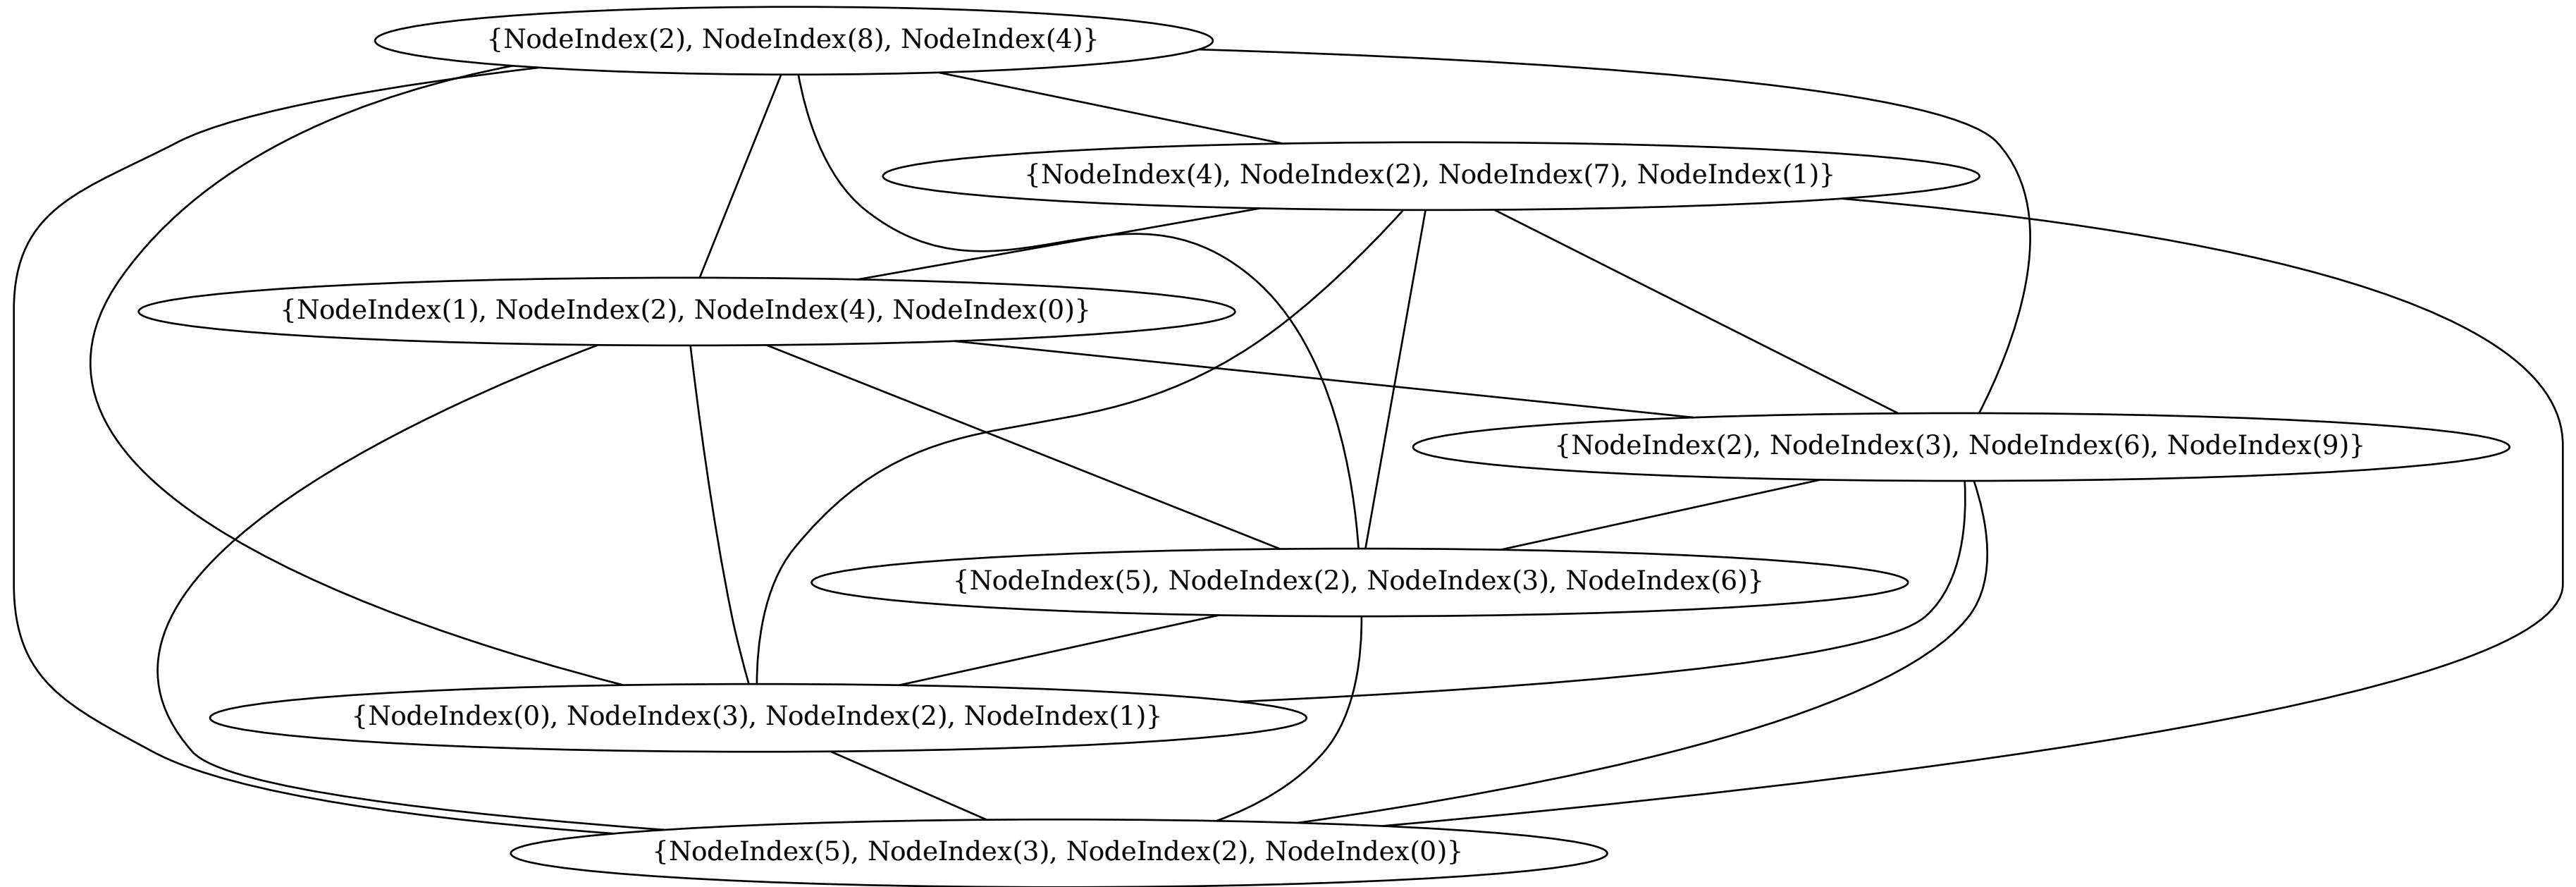 {NodeIndex(2), NodeIndex(8), NodeIndex(4)}
{NodeIndex(4), NodeIndex(2), NodeIndex(7), NodeIndex(1)}
{NodeIndex(1), NodeIndex(2), NodeIndex(4), NodeIndex(0)}
{NodeIndex(2), NodeIndex(3), NodeIndex(6), NodeIndex(9)}
{NodeIndex(5), NodeIndex(2), NodeIndex(3), NodeIndex(6)}
{NodeIndex(0), NodeIndex(3), NodeIndex(2), NodeIndex(1)}
{NodeIndex(5), NodeIndex(3), NodeIndex(2), NodeIndex(0)}